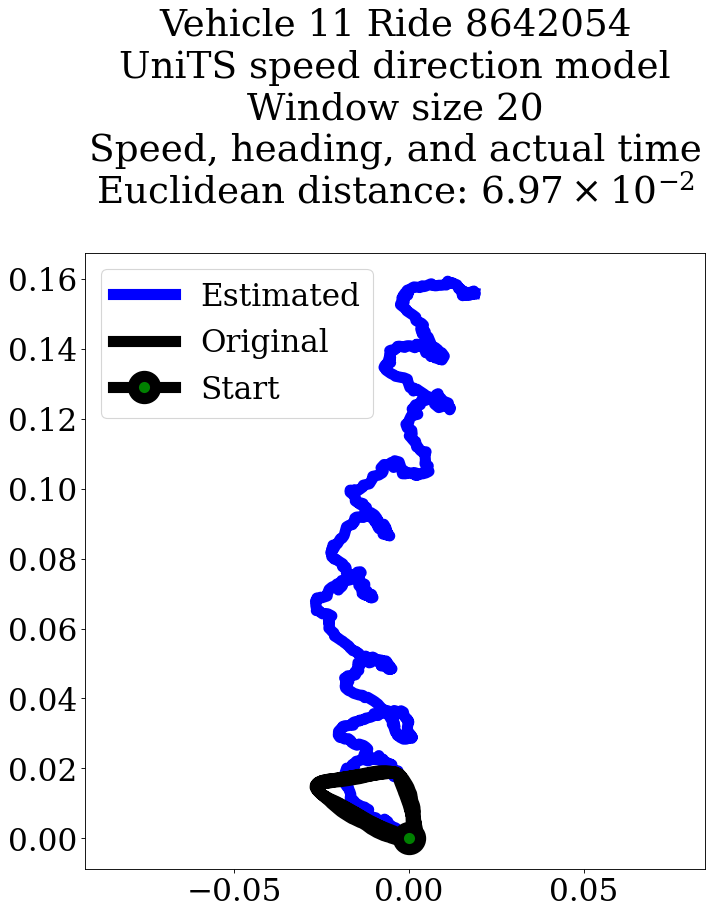 Vehicle 11 Ride 8642054
UniTS speed direction model
Window size 20
Speed, heading, and actual time
Euclidean distance: 6.97 × 10⁻²
0.16
0.14
0.12
0.10
0.08
0.06
0.04
0.02
0.00
Estimated
Original
Start
−0.05
0.00
0.05